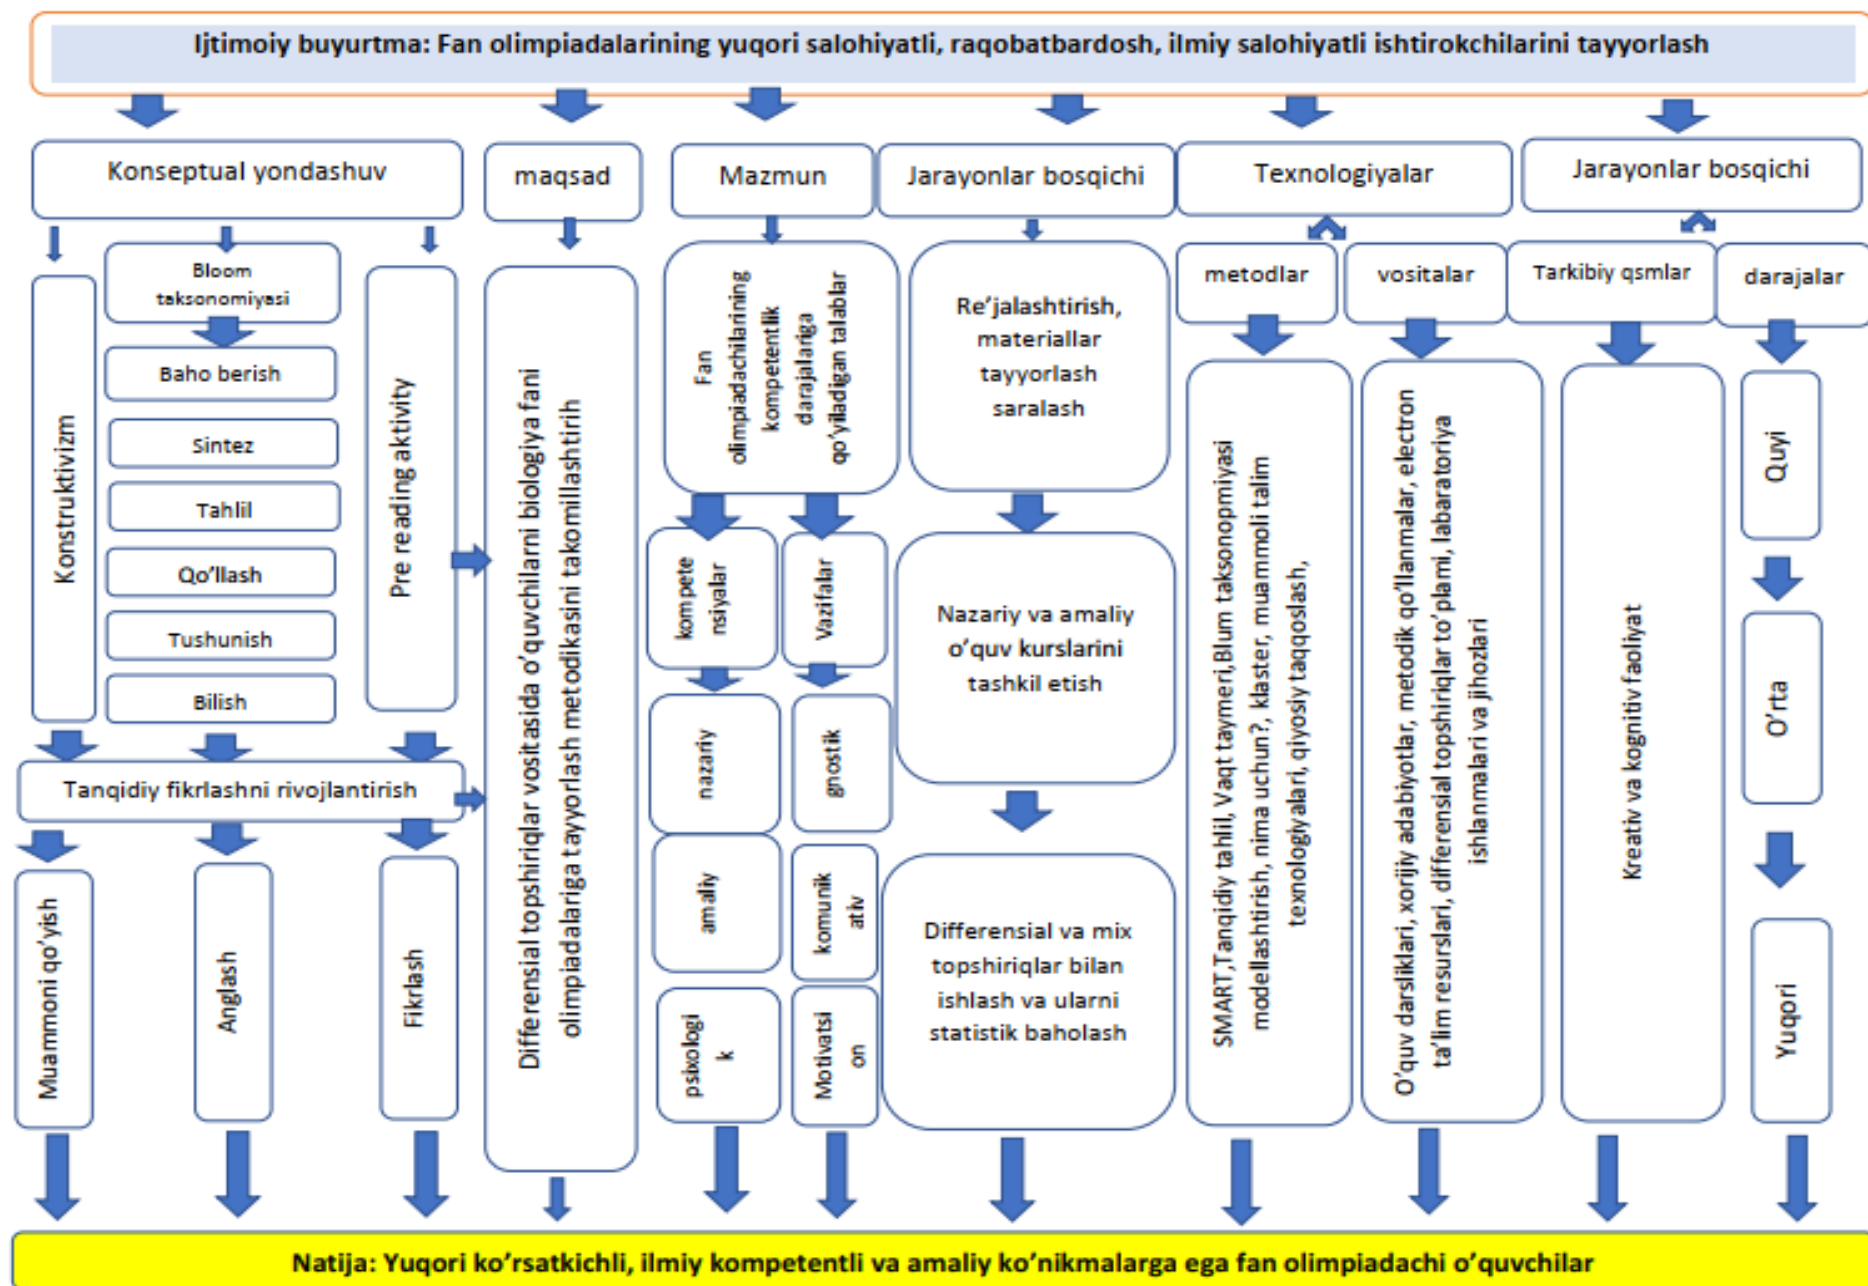 Ijtimoiy buyurtma: Fan olimpiadalarining yuqori salohiyatli, raqobatbardosh, ilmiy salohiyatli ishtirokchilarini tayyorlash
Konseptual yondashuv
maqsad
Mazmun
Jarayonlar bosqichi
Texnologiyalar
Jarayonlar bosqichi
Konstruktivizm
Bloom
taksonomiyasi
Baho berish
Sintez
Tahlil
Qo'llash
Tushunish
Bilish
Pre reading aktivity
Tanqidiy fikrlashni rivojlantirish
Muammoni qo'yish
Anglash
Fikrlash
Differensial topshiriqlar vositasida o'quvchilarni biologiya fani
olimpiadalariga tayyorlash metodikasini takomillashtirih
Fan
olimpiadachilarining
kompetentlik
darajalariga
qo'yiladigan talablar
kompete
nsiyalar
Vazifalar
nazariy
gnostik
amaliy
komunik
ativ
psixologi
k
Motivatsi
on
Re'jalashtirish,
materiallar
tayyorlash
saralash
Nazariy va amaliy
o'quv kurslarini
tashkil etish
Differensial va mix
topshiriqlar bilan
ishlash va ularni
statistik baholash
metodlar
vositalar
SMART,Tanqidiy tahlil, Vaqt taymeri,Blum taksonopmiyasi
modellashtirish, nima uchun?, klaster, muammoli talim
texnologiyalari, qiyosiy taqqoslash,
O'quv darsliklari, xorijiy adabiyotlar, metodik qo'llanmalar, electron
ta'lim resurslari, differensial topshiriqlar to'plami, labaratoriya
ishlanmalari va jihozlari
Tarkibiy qsmlar
darajalar
Kreativ va kognitiv faoliyat
Quyi
O'rta
Yuqori
Natija: Yuqori ko'rsatkichli, ilmiy kompetentli va amaliy ko'nikmalarga ega fan olimpiadachi o'quvchilar